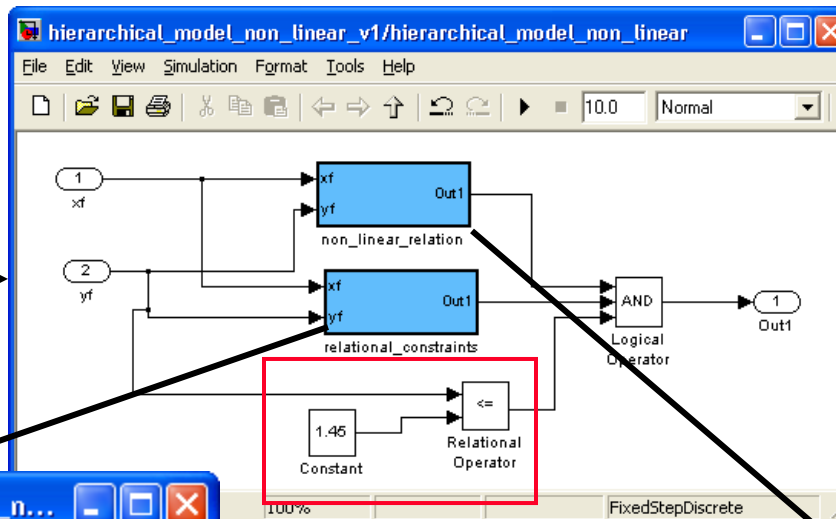 hierarchical_model_non_linear_v1/hierarchical_model_non_linear
File Edit View Simulation Format Tools Help
10.0 Normal
1
xf
xf
yf
Out1
non_linear_relation
2
yf
xf
yf
Out1
relational_constraints
AND
Logical
Operator
1
Out1
1.45
Constant
<=
Relational
Operator
n...
100%
FixedStepDiscrete